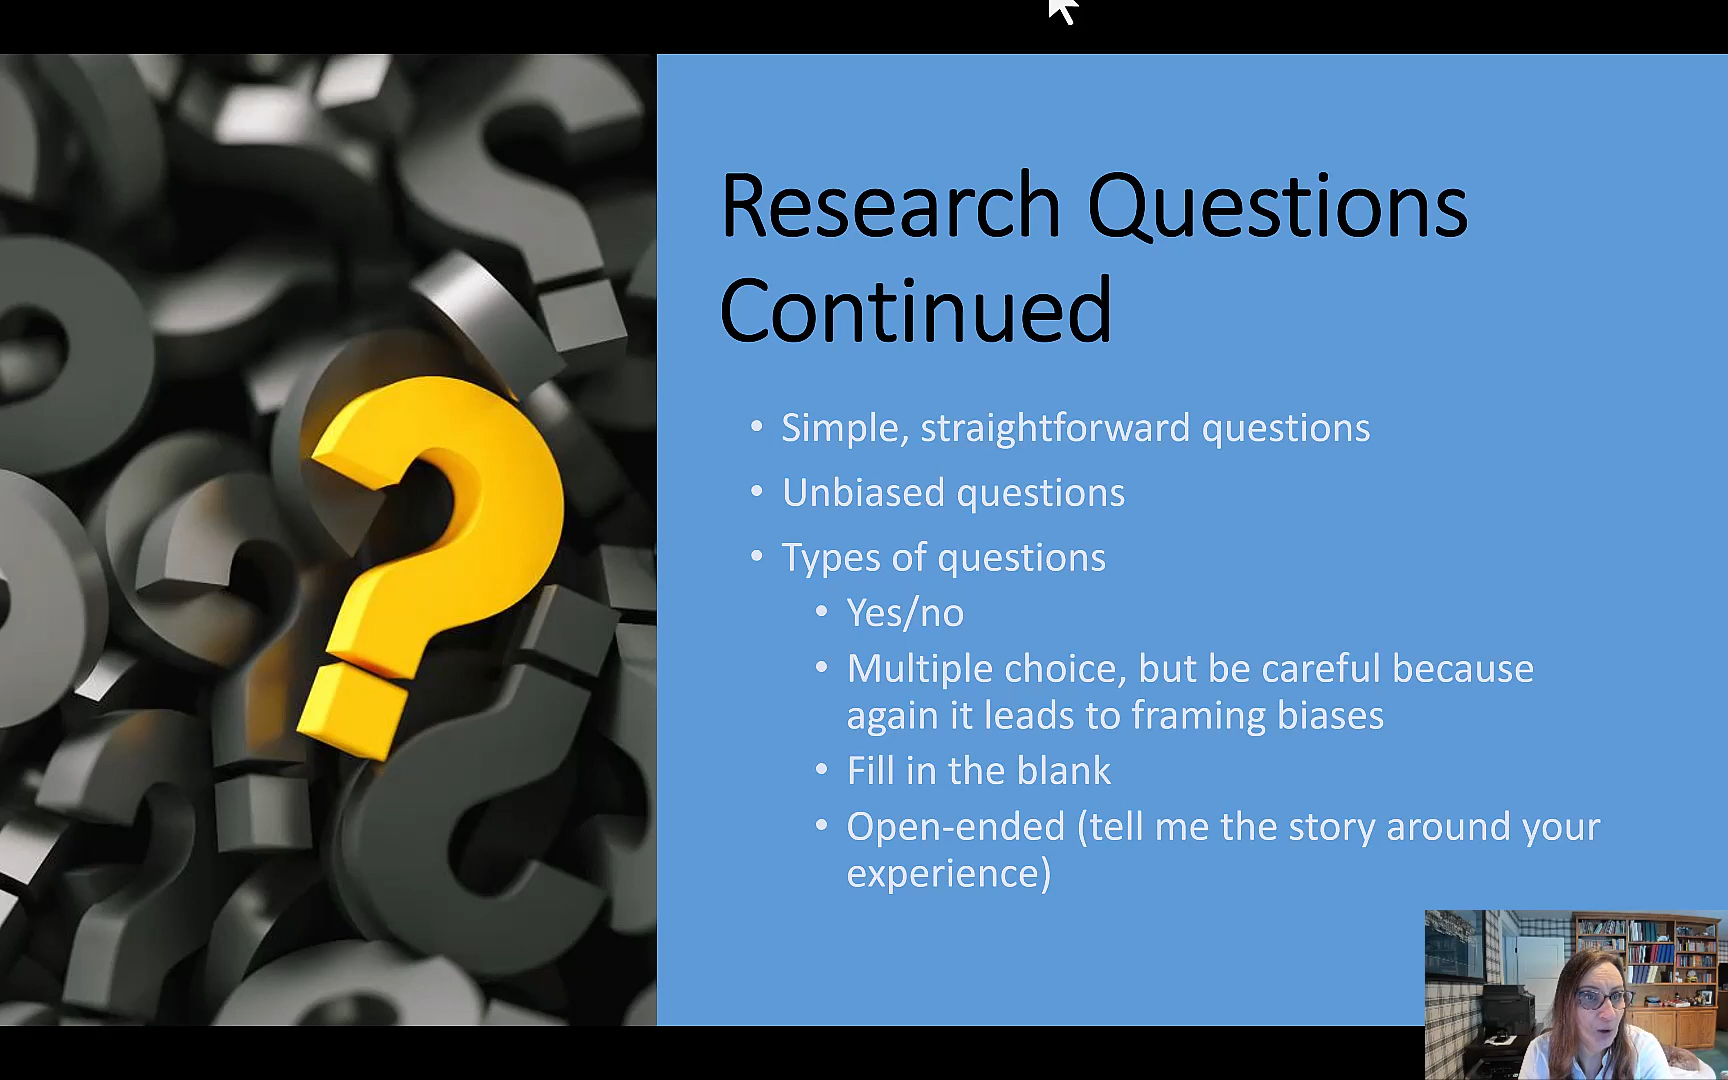 Research Questions
Continued
• Simple, straightforward questions
• Unbiased questions
• Types of questions
• Yes/no
• Multiple choice, but be careful because
again it leads to framing biases
• Fill in the blank
• Open-ended (tell me the story around your
experience)